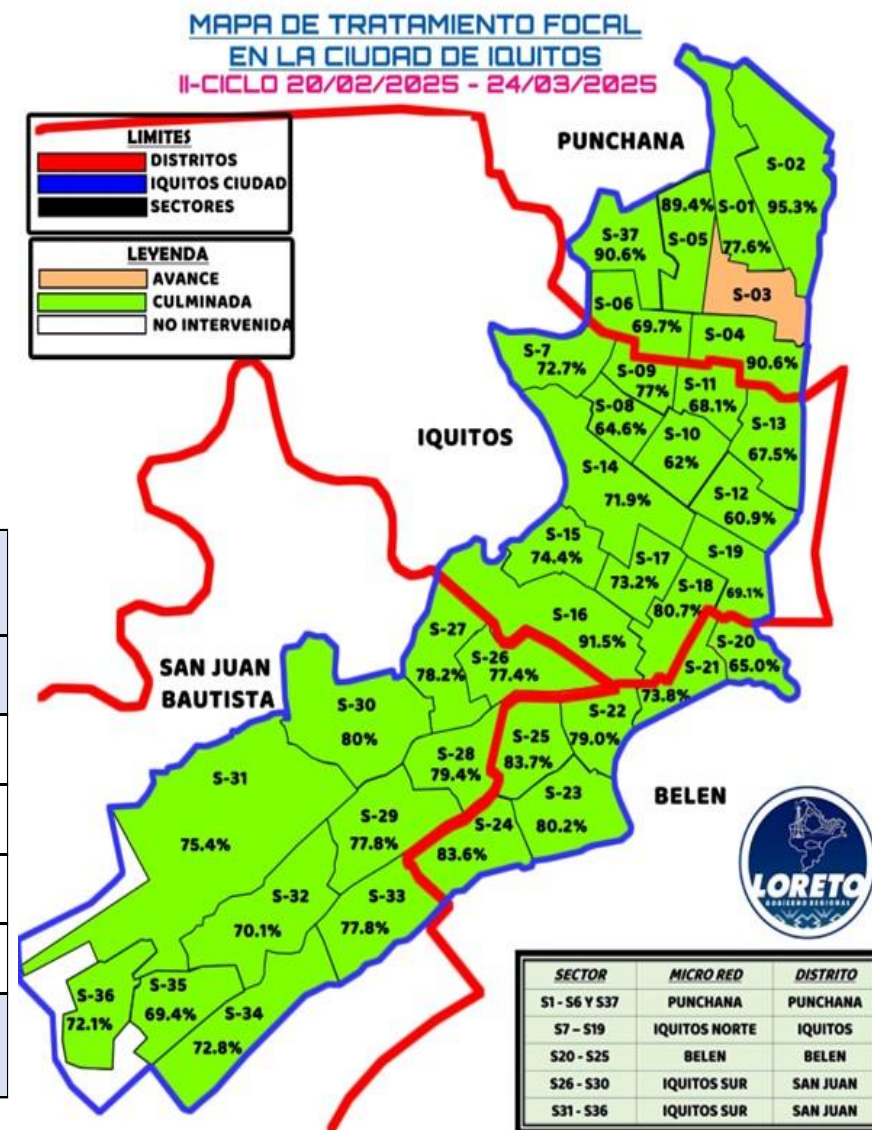 MAPA DE TRATAMIENTO FOCAL
EN LA CIUDAD DE IQUITOS
II-CICLO 20/02/2025 - 24/03/2025
LIMITES
DISTRITOS
IQUITOS CIUDAD
SECTORES
LEYENDA
AVANCE
CULMINADA
NO INTERVENIDA
PUNCHANA
S-02
95.3%
S-01
77.6%
89.4%
S-05
S-37
90.6%
S-03
S-06
69.7%
S-04
90.6%
S-7
72.7%
S-09
77%
S-11
68.1%
S-08
64.6%
S-10
62%
S-13
67.5%
IQUITOS
S-14
71.9%
S-12
60.9%
S-15
74.4%
S-17
73.2%
S-18
80.7%
S-19
69.1%
S-16
91.5%
S-27
78.2%
S-26
77.4%
S-20
65.0%
S-21
73.8%
SAN JUAN
BAUTISTA
S-30
80%
S-22
79.0%
S-25
83.7%
S-28
79.4%
S-31
75.4%
S-23
80.2%
BELEN
S-29
77.8%
S-24
83.6%
S-32
70.1%
S-33
77.8%
S-36
72.1%
S-35
69.4%
S-34
72.8%
LORETO
GOBIERNO REGIONAL
SECTOR MICRO RED DISTRITO
S1 - S6 Y S37 PUNCHANA PUNCHANA
S7 – S19 IQUITOS NORTE IQUITOS
S20 - S25 BELEN BELEN
S26 - S30 IQUITOS SUR SAN JUAN
S31 - S36 IQUITOS SUR SAN JUAN